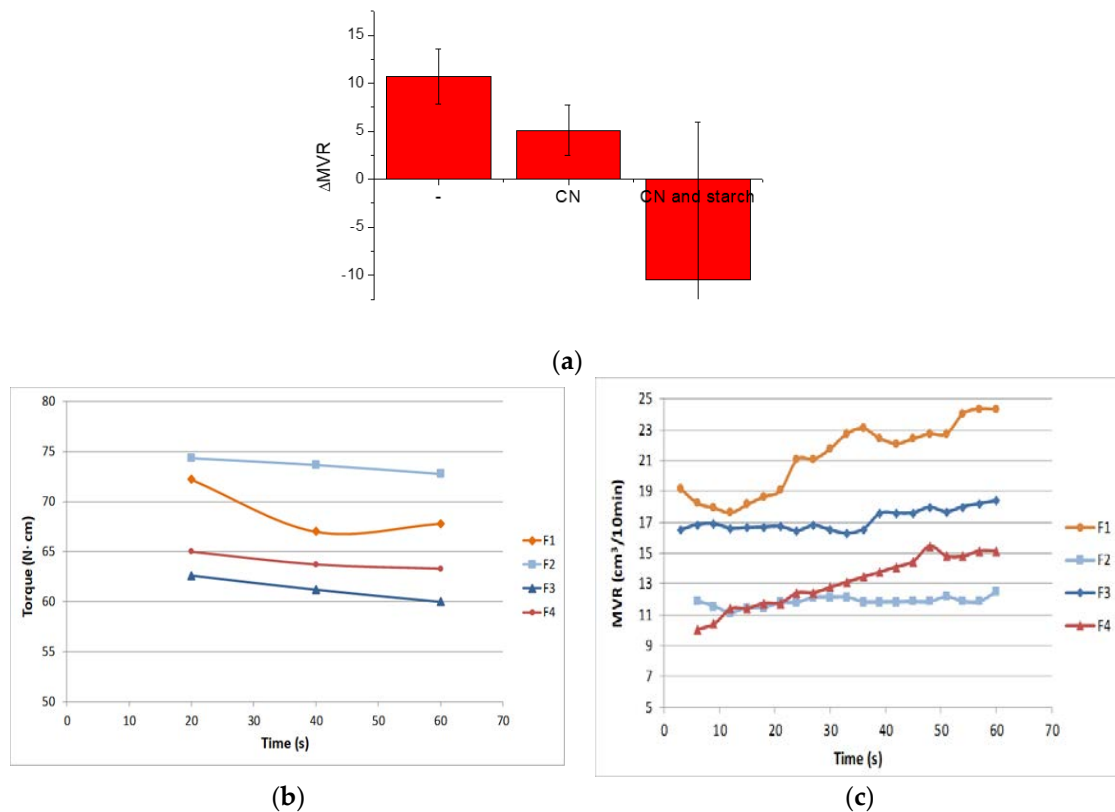 15
10
5
0
-5
-10
ΔMVR
-
CN
CN and starch
(a)
80
75
70
65
60
55
50
Torque (N· cm)
0 10 20 30 40 50 60 70
Time (s)
F1
F2
F3
F4
(b)
25
23
21
19
17
15
13
11
9
7
5
MVR (cm³/10min)
0 10 20 30 40 50 60 70
Time (s)
F1
F2
F3
F4
(c)